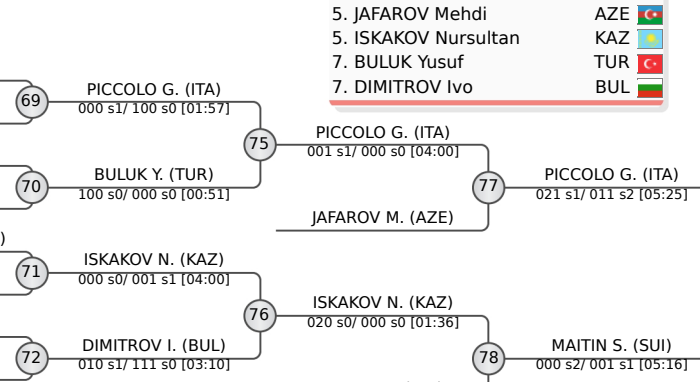 5. JAFAROV Mehdi AZE
5. ISKAKOV Nursultan KAZ
7. BULUK Yusuf TUR
7. DIMITROV Ivo BUL
PICCOLO G. (ITA)
69
000 s1/ 100 s0 [01:57]
PICCOLO G. (ITA)
75
001 s1/ 000 s0 [04:00]
BULUK Y. (TUR)
70
100 s0/ 000 s0 [00:51]
PICCOLO G. (ITA)
77
021 s1/ 011 s2 [05:25]
JAFAROV M. (AZE)
)
ISKAKOV N. (KAZ)
71
000 s0/ 001 s1 [04:00]
ISKAKOV N. (KAZ)
76
020 s0/ 000 s0 [01:36]
DIMITROV I. (BUL)
72
010 s1/ 111 s0 [03:10]
MAITIN S. (SUI)
78
000 s2/ 001 s1 [05:16]